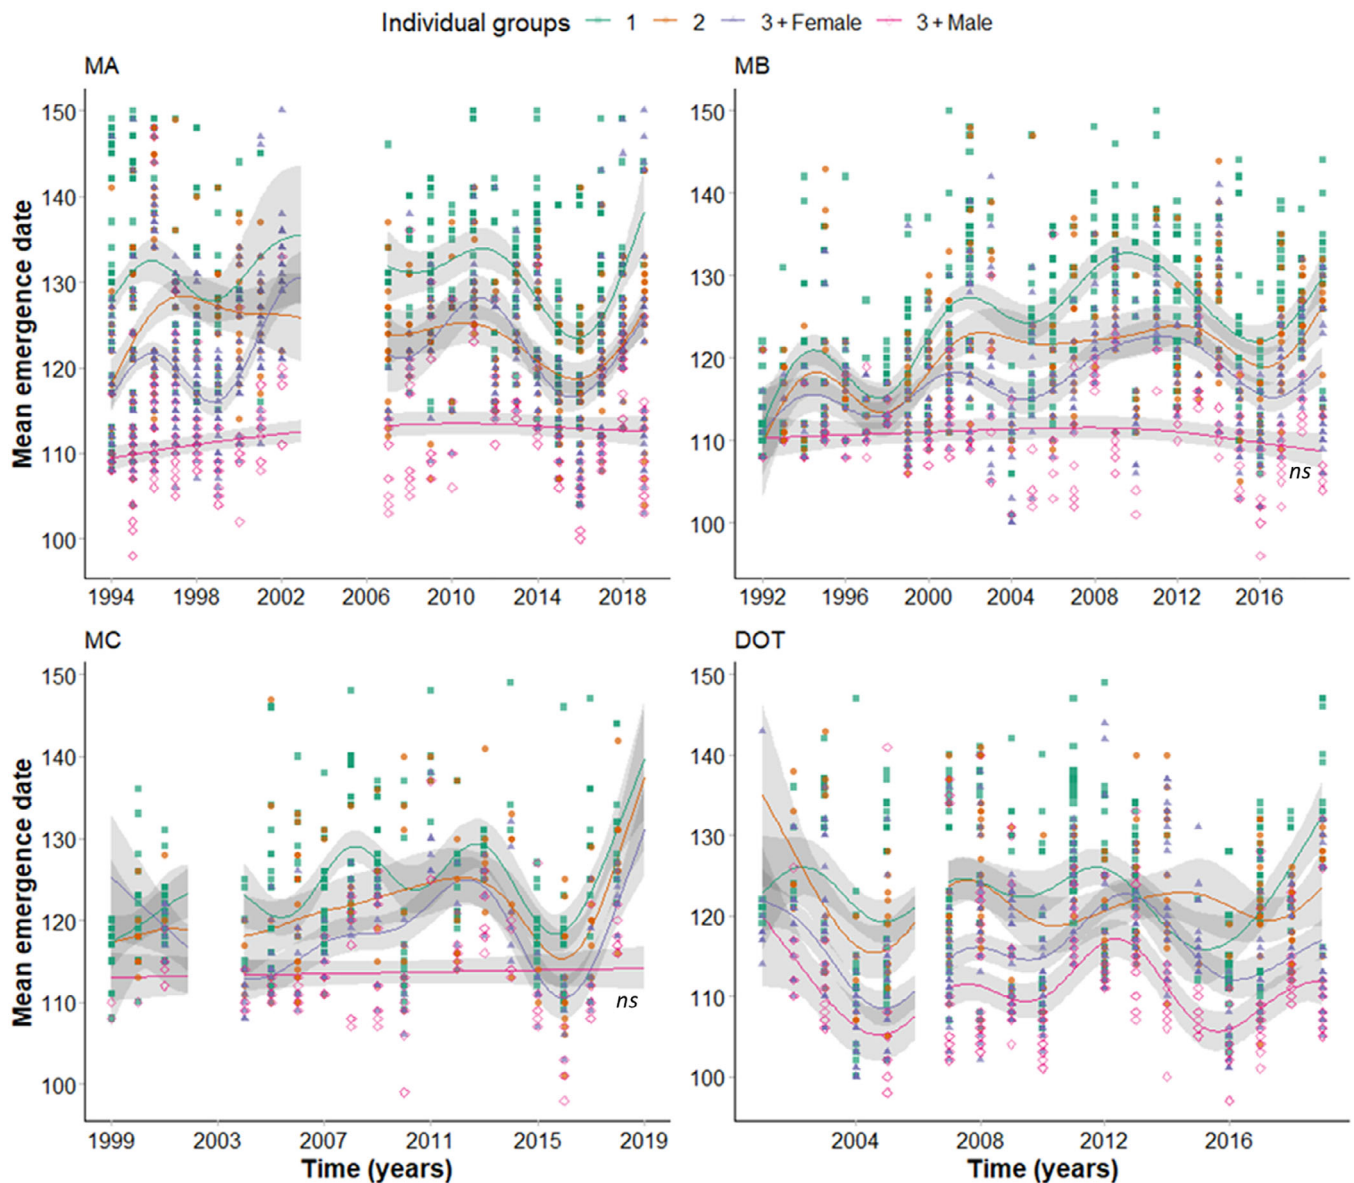 Individual groups 1 2 3 + Female 3 + Male
MA MB
Mean emergence date
150
140
130
120
110
100
1994 1998 2002 2006 2010 2014 2018
150
140
130
120
110
100
ns
1992 1996 2000 2004 2008 2012 2016
MC DOT
Mean emergence date
150
140
130
120
110
100
ns
1999 2003 2007 2011 2015 2019
Time (years)
150
140
130
120
110
100
2004 2008 2012 2016
Time (years)